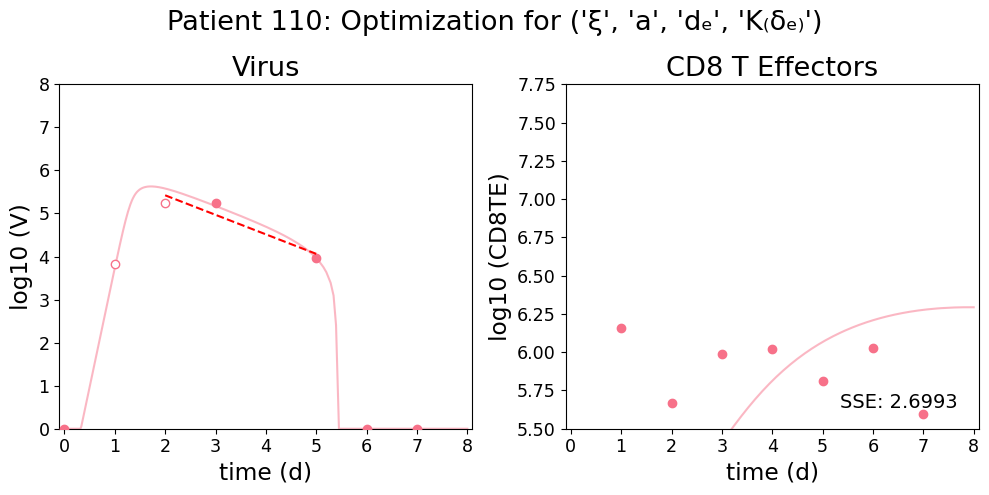 Patient 110: Optimization for ('ξ', 'a', 'dₑ', 'K₍δₑ₎')
Virus
CD8 T Effectors
log10 (V)
8
7
6
5
4
3
2
1
0
0 1 2 3 4 5 6 7 8
time (d)
log10 (CD8TE)
7.75
7.50
7.25
7.00
6.75
6.50
6.25
6.00
5.75
5.50
SSE: 2.6993
0 1 2 3 4 5 6 7 8
time (d)